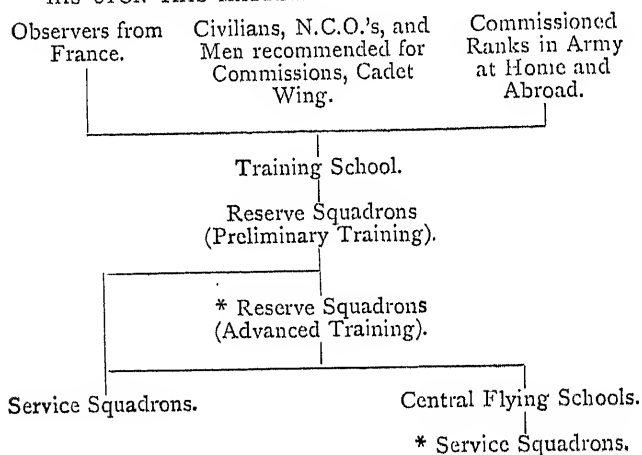 Observers from France.
Civilians, N.C.O.'s, and Men recommended for Commissions, Cadet Wing.
Commissioned Ranks in Army at Home and Abroad.
Training School.
Reserve Squadrons
(Preliminary Training).
* Reserve Squadrons
(Advanced Training).
Service Squadrons.
Central Flying Schools.
* Service Squadrons.